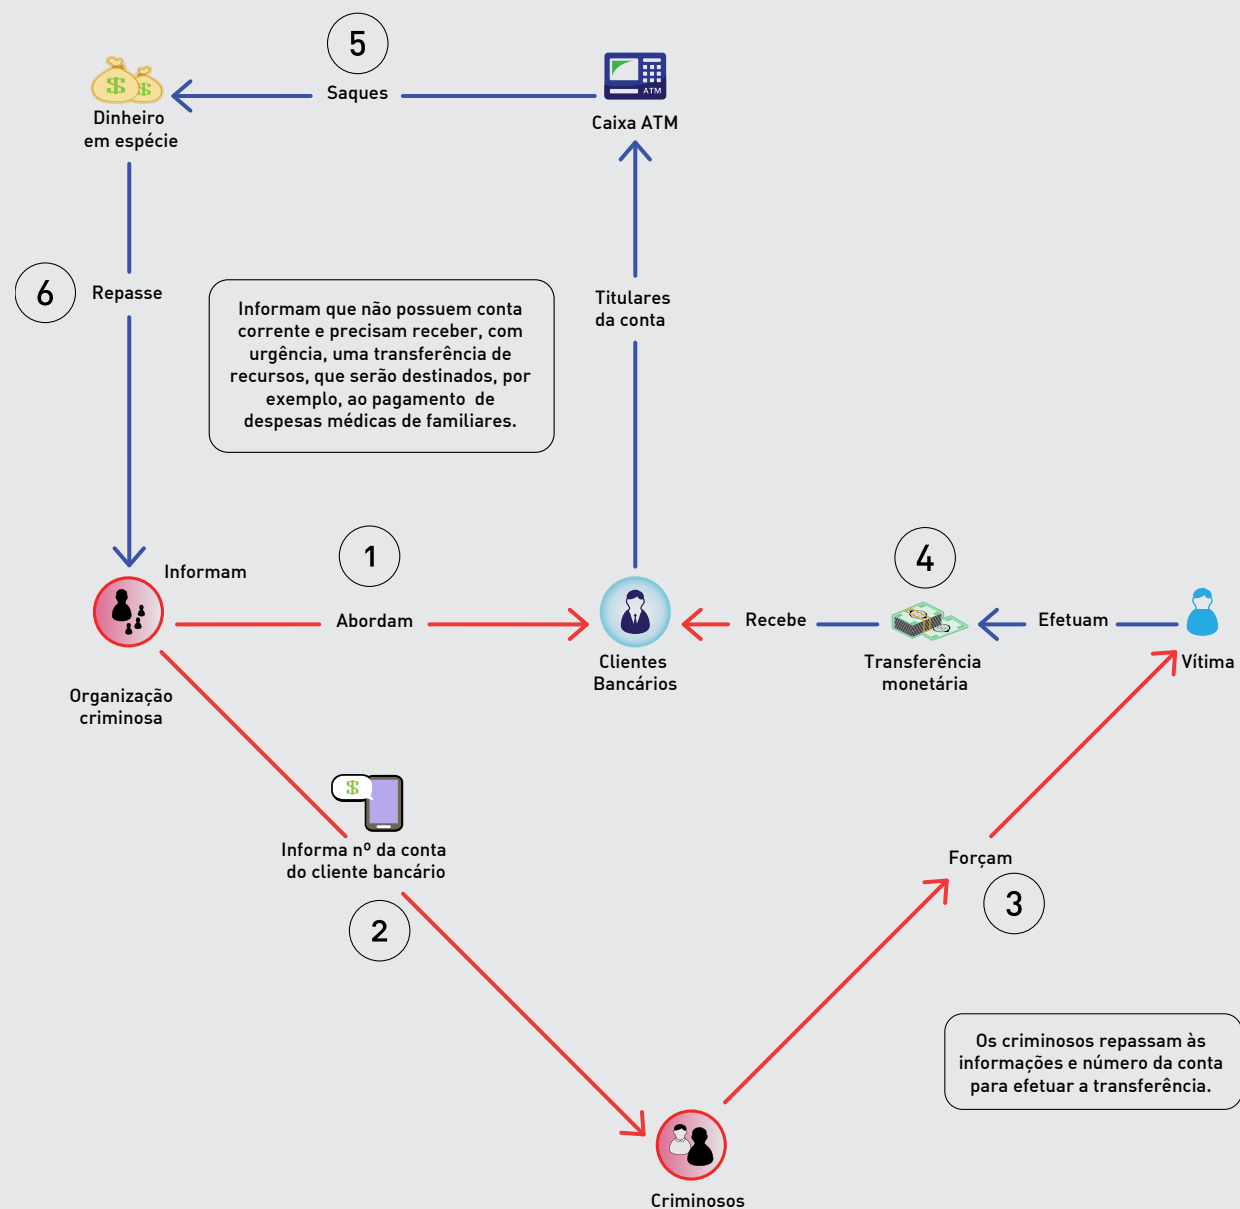 5
Saques
ATM
Dinheiro
em espécie
Caixa ATM
6
Repasse
Informam que não possuem conta
corrente e precisam receber, com
urgência, uma transferência de
recursos, que serão destinados, por
exemplo, ao pagamento de
despesas médicas de familiares.
Titulares
da conta
1
Informam
Abordam
4
Recebe
Efetuam
Clientes
Bancários
Transferência
monetária
Vítima
Organização
criminosa
$
Informa nº da conta
do cliente bancário
2
Forçam
3
Os criminosos repassam às
informações e número da conta
para efetuar a transferência.
Criminosos